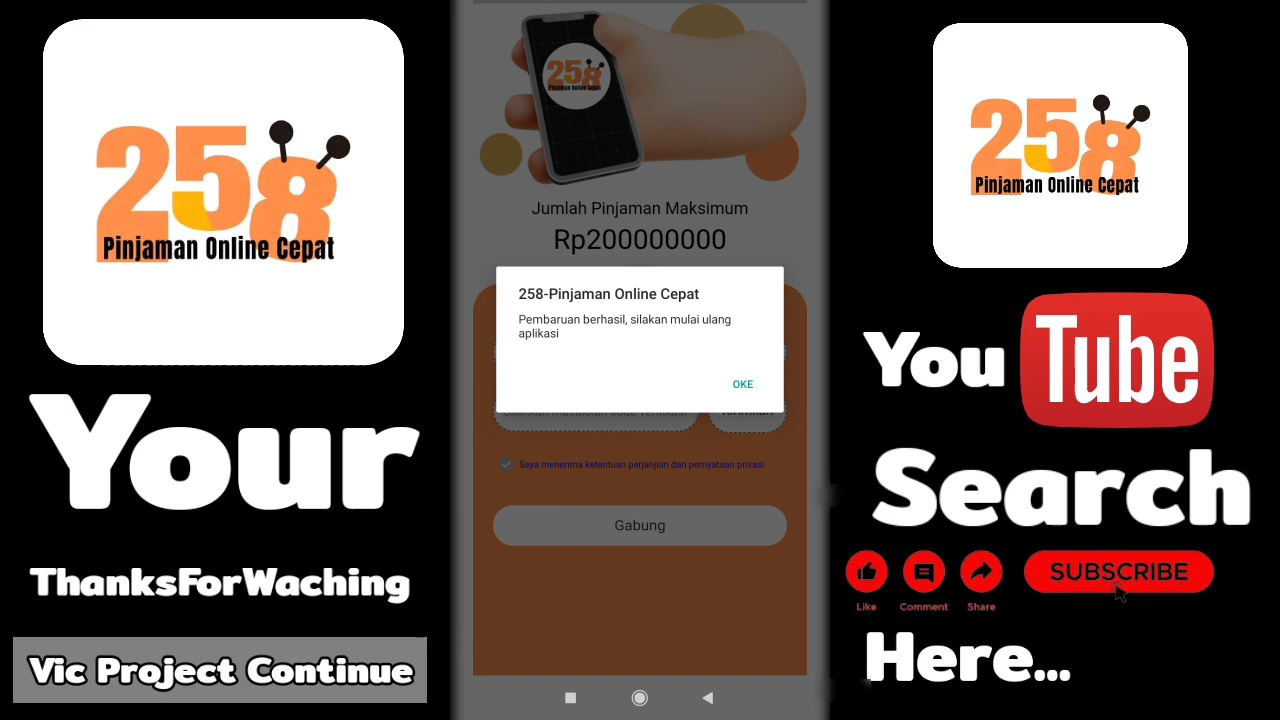 258
Pinjaman Online Cepat
Your
ThanksForWaching
Vic Project Continue
258
Pinjaman Online Cepat
Jumlah Pinjaman Maksimum
Rp200000000
258-Pinjaman Online Cepat
Pembaruan berhasil, silakan mulai ulang
aplikasi
OKE
Saya menerima ketentuan perjanjian dan pernyataan privasi
Gabung
258
Pinjaman Online Cepat
You Tube
Search
SUBSCRIBE
Like Comment Share
Here...